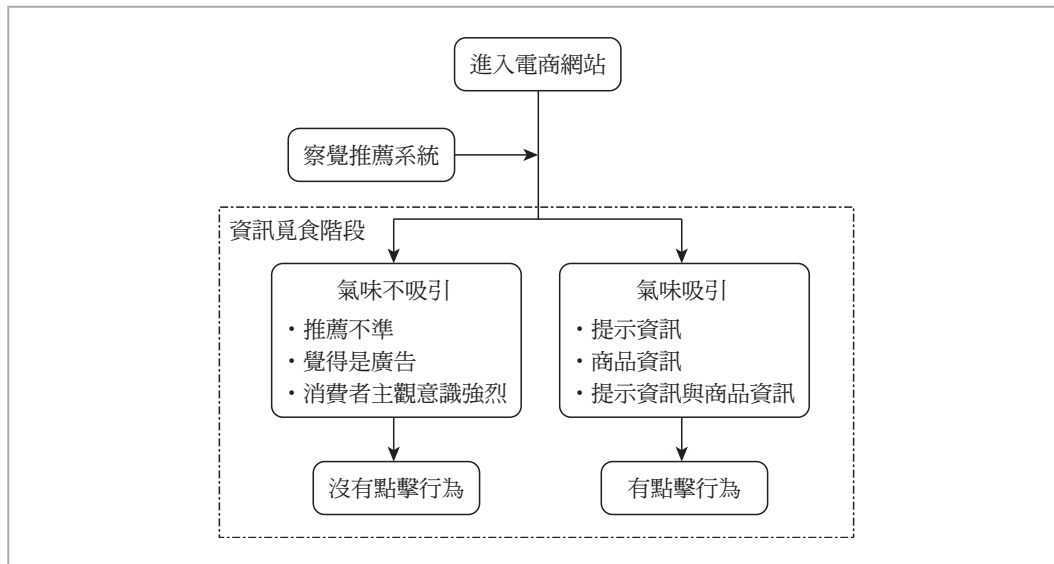 進入電商網站
察覺推薦系統
資訊覓食階段
氣味不吸引
・推薦不準
・覺得是廣告
・消費者主觀意識強烈
氣味吸引
・提示資訊
・商品資訊
・提示資訊與商品資訊
沒有點擊行為
有點擊行為